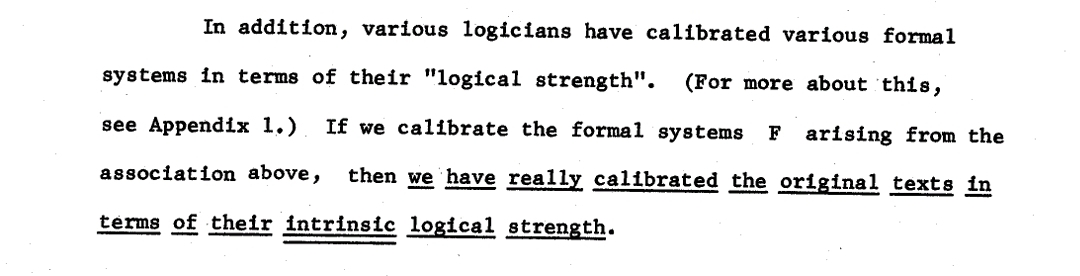 In addition, various logicians have calibrated various formal
systems in terms of their "logical strength". (For more about this,
see Appendix 1.) If we calibrate the formal systems F arising from the
association above, then we have really calibrated the original texts in
terms of their intrinsic logical strength.